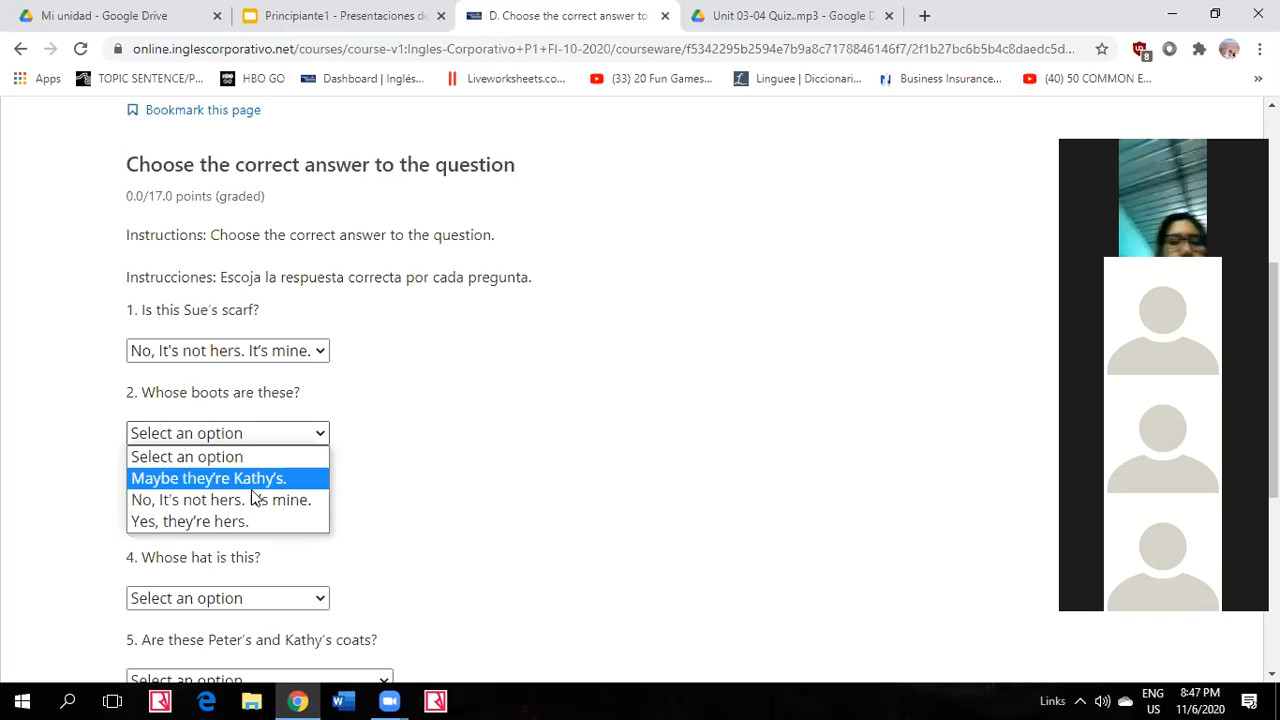 Mi unidad - Google Drive
Principiante1 - Presentaciones de
D. Choose the correct answer to
Unit 03-04 Quiz..mp3 - Google D
online.inglescorporativo.net/courses/course-v1:Ingles-Corporativo+P1+FI-10-2020/courseware/f5342295b2594e7b9a8c7178846146f7/2f1b27bc6b5b4c8daedc5d...
8
Apps
TOPIC SENTENCE/P...
HBO GO
Dashboard | Inglés...
Liveworksheets.co...
(33) 20 Fun Games...
Linguee | Diccionari...
Business Insurance...
(40) 50 COMMON E...
»
Bookmark this page
Choose the correct answer to the question
0.0/17.0 points (graded)
Instructions: Choose the correct answer to the question.
Instrucciones: Escoja la respuesta correcta por cada pregunta.
1. Is this Sue's scarf?
No, It's not hers. It's mine.
2. Whose boots are these?
Select an option
Select an option
Maybe they're Kathy's.
No, It's not hers. It's mine.
Yes, they're hers.
4. Whose hat is this?
Select an option
5. Are these Peter's and Kathy's coats?
Select an option
Links
ENG
US
8:47 PM
11/6/2020